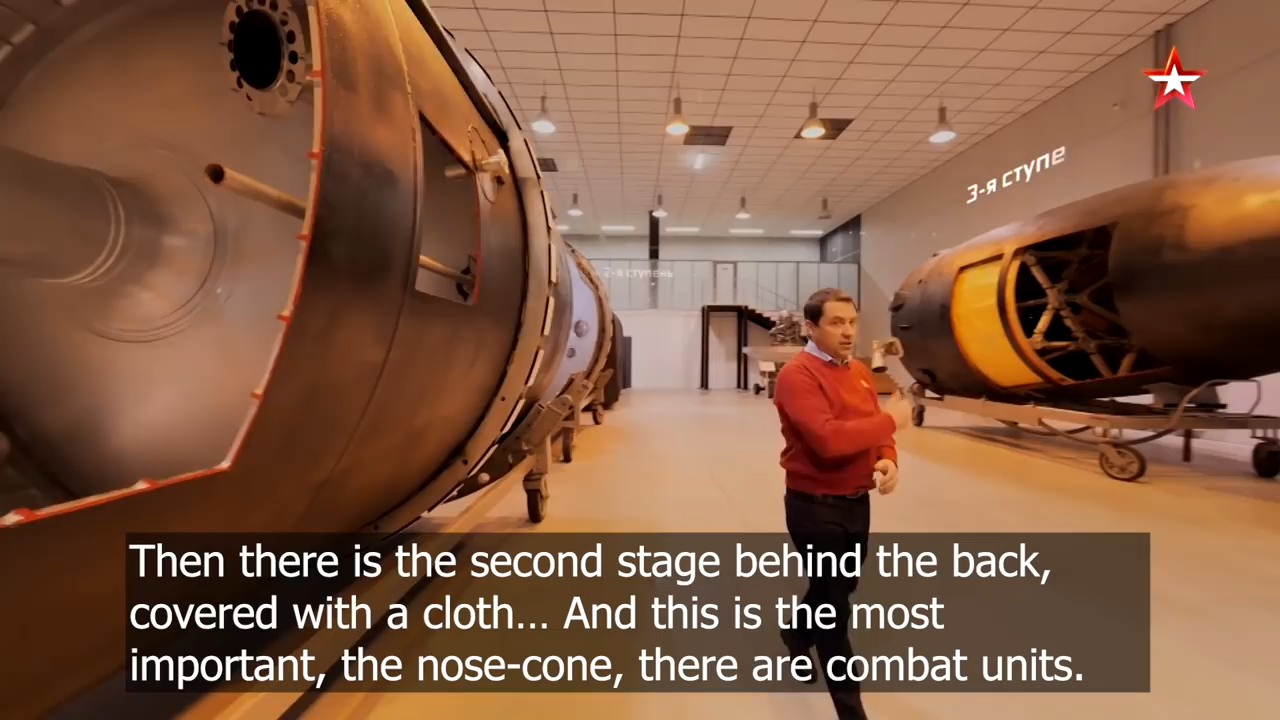 3-я ступе
2-я ступень
Then there is the second stage behind the back,
covered with a cloth... And this is the most
important, the nose-cone, there are combat units.